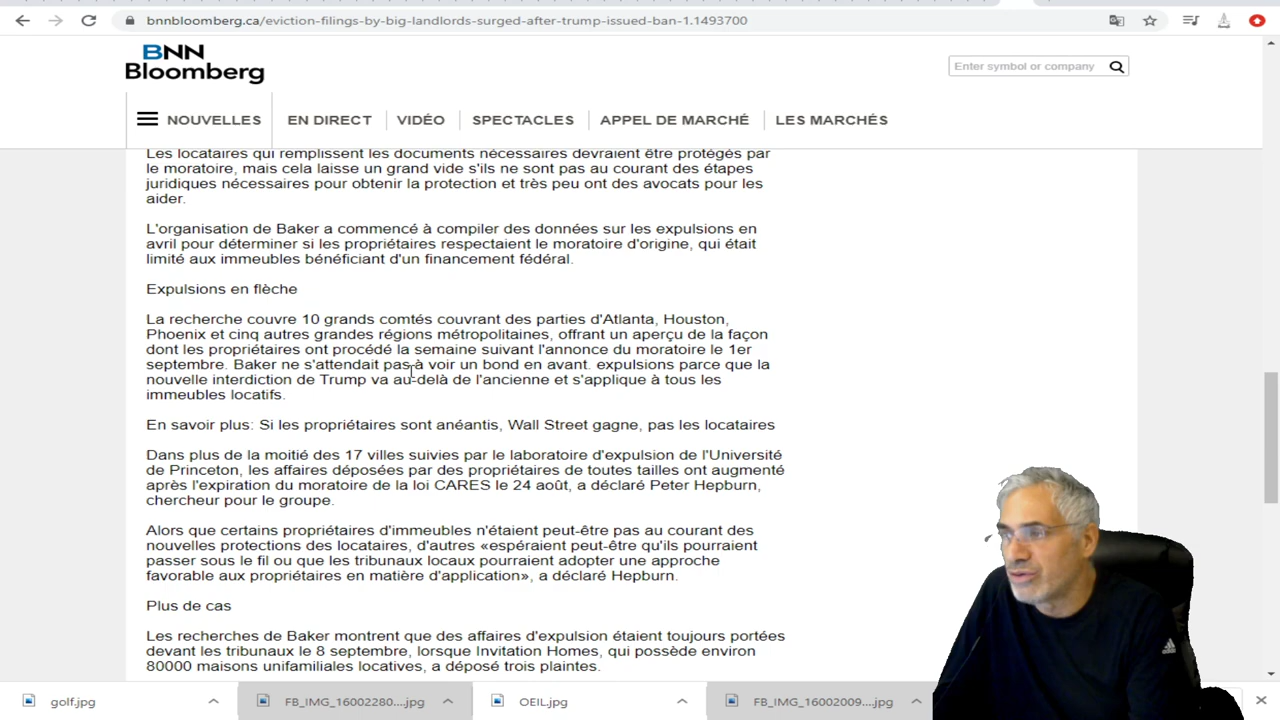 bnnbloomberg.ca/eviction-filings-by-big-landlords-surged-after-trump-issued-ban-1.1493700
BNN
Bloomberg
Enter symbol or company
NOUVELLES
EN DIRECT
VIDÉO
SPECTACLES
APPEL DE MARCHÉ
LES MARCHÉS
Les locataires qui remplissent les documents nécessaires devraient être protégés par
le moratoire, mais cela laisse un grand vide s'ils ne sont pas au courant des étapes
juridiques nécessaires pour obtenir la protection et très peu ont des avocats pour les
aider.
L'organisation de Baker a commencé à compiler des données sur les expulsions en
avril pour déterminer si les propriétaires respectaient le moratoire d'origine, qui était
limité aux immeubles bénéficiant d'un financement fédéral.
Expulsions en flèche
La recherche couvre 10 grands comtés couvrant des parties d'Atlanta, Houston,
Phoenix et cinq autres grandes régions métropolitaines, offrant un aperçu de la façon
dont les propriétaires ont procédé la semaine suivant l'annonce du moratoire le 1er
septembre. Baker ne s'attendait pas à voir un bond en avant. expulsions parce que la
nouvelle interdiction de Trump va au-delà de l'ancienne et s'applique à tous les
immeubles locatifs.
En savoir plus: Si les propriétaires sont anéantis, Wall Street gagne, pas les locataires
Dans plus de la moitié des 17 villes suivies par le laboratoire d'expulsion de l'Université
de Princeton, les affaires déposées par des propriétaires de toutes tailles ont augmenté
après l'expiration du moratoire de la loi CARES le 24 août, a déclaré Peter Hepburn,
chercheur pour le groupe.
Alors que certains propriétaires d'immeubles n'étaient peut-être pas au courant des
nouvelles protections des locataires, d'autres «espéraient peut-être qu'ils pourraient
passer sous le fil ou que les tribunaux locaux pourraient adopter une approche
favorable aux propriétaires en matière d'application», a déclaré Hepburn.
Plus de cas
Les recherches de Baker montrent que des affaires d'expulsion étaient toujours portées
devant les tribunaux le 8 septembre, lorsque Invitation Homes, qui possède environ
80000 maisons unifamiliales locatives, a déposé trois plaintes.
golf.jpg
FB_IMG_16002280....jpg
OEIL.jpg
FB_IMG_16002009....jpg